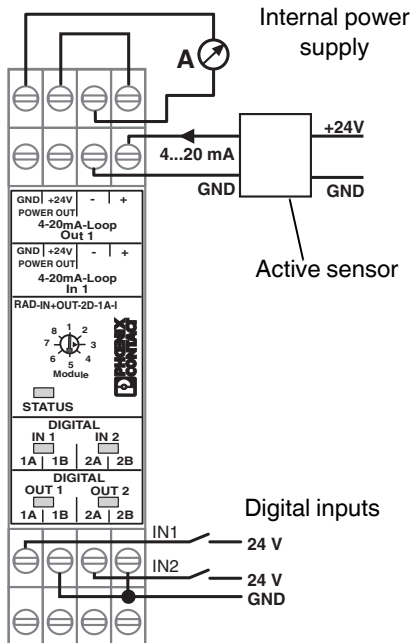 Internal power
supply
A
+24V
4...20 mA
GND
GND
Active sensor
GND +24V - +
POWER OUT
4-20mA-Loop
Out 1
GND +24V - +
POWER OUT
4-20mA-Loop
In 1
RAD-IN+OUT-2D-1A-I
8 1 2
7 3
6 5 4
Module
PHOENIX
CONTACT
STATUS
DIGITAL
IN 1 IN 2
1A 1B 2A 2B
DIGITAL
OUT 1 OUT 2
1A 1B 2A 2B
Digital inputs
IN1
24 V
IN2
24 V
GND